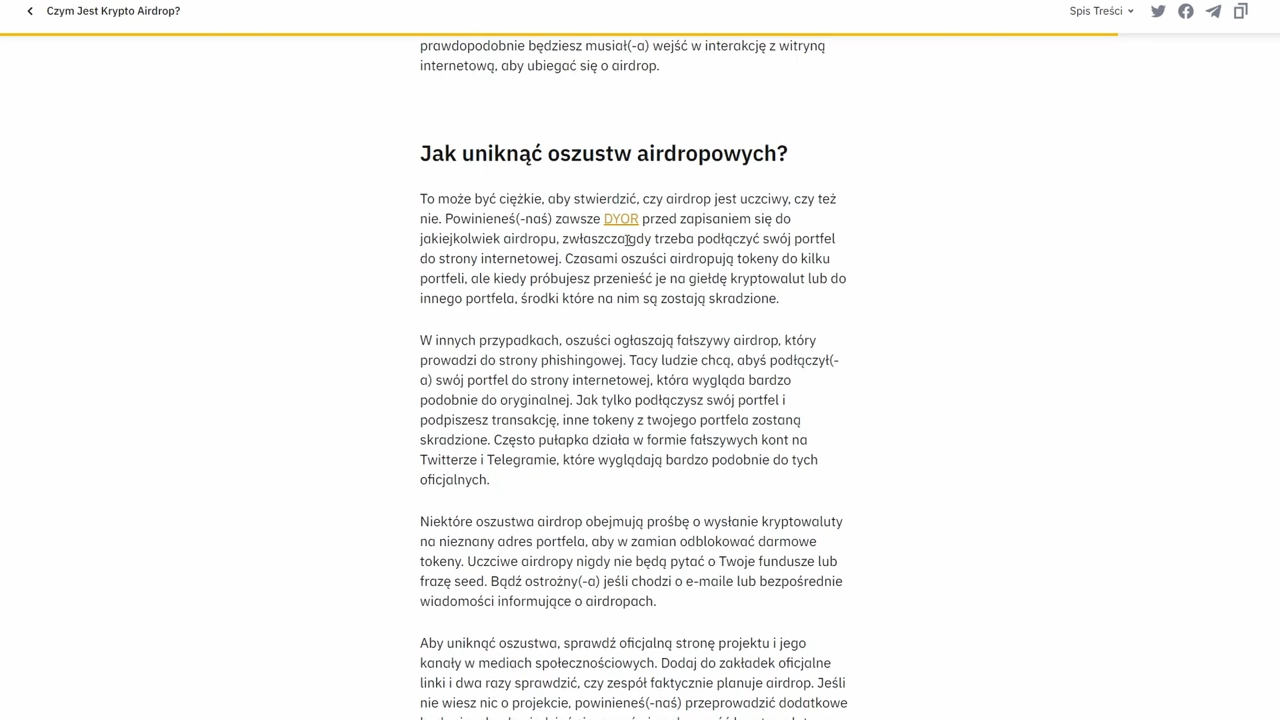 Czym Jest Krypto Airdrop?
Spis Treści
prawdopodobnie będziesz musiał(-a) wejść w interakcję z witryną
internetową, aby ubiegać się o airdrop.
Jak uniknąć oszustw airdropowych?
To może być ciężkie, aby stwierdzić, czy airdrop jest uczciwy, czy też
nie. Powinieneś(-naś) zawsze DYOR przed zapisaniem się do
jakiejkolwiek airdropu, zwłaszcza gdy trzeba podłączyć swój portfel
do strony internetowej. Czasami oszuści airdropują tokeny do kilku
portfeli, ale kiedy próbujesz przenieść je na giełdę kryptowalut lub do
innego portfela, środki które na nim są zostają skradzione.
W innych przypadkach, oszuści ogłaszają fałszywy airdrop, który
prowadzi do strony phishingowej. Tacy ludzie chcą, abyś podłączył(-
a) swój portfel do strony internetowej, która wygląda bardzo
podobnie do oryginalnej. Jak tylko podłączysz swój portfel i
podpiszesz transakcję, inne tokeny z twojego portfela zostaną
skradzione. Często pułapka działa w formie fałszywych kont na
Twitterze i Telegramie, które wyglądają bardzo podobnie do tych
oficjalnych.
Niektóre oszustwa airdrop obejmują prośbę o wysłanie kryptowaluty
na nieznany adres portfela, aby w zamian odblokować darmowe
tokeny. Uczciwe airdropy nigdy nie będą pytać o Twoje fundusze lub
frazę seed. Bądź ostrożny(-a) jeśli chodzi o e-maile lub bezpośrednie
wiadomości informujące o airdropach.
Aby uniknąć oszustwa, sprawdź oficjalną stronę projektu i jego
kanały w mediach społecznościowych. Dodaj do zakładek oficjalne
linki i dwa razy sprawdzić, czy zespół faktycznie planuje airdrop. Jeśli
nie wiesz nic o projekcie, powinieneś(-naś) przeprowadzić dodatkowe